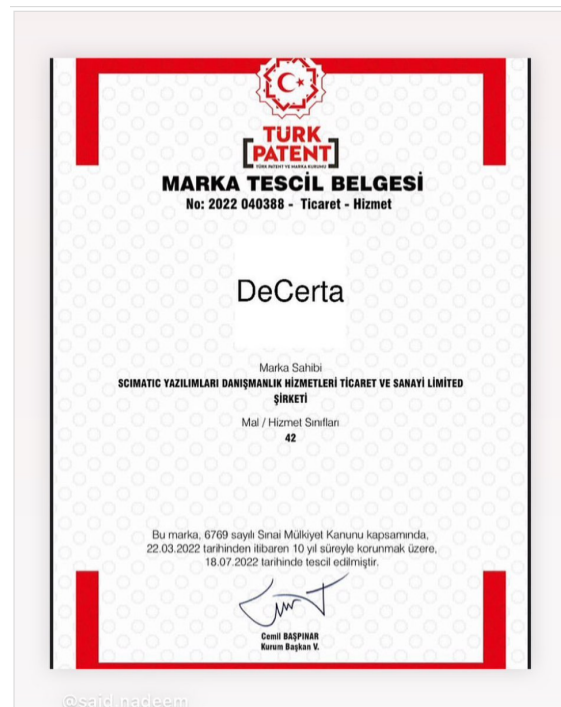 TÜRK
PATENT
TÜRK PATENT VE MARKA KURUMU
MARKA TESCİL BELGESİ
No: 2022 040388 - Ticaret - Hizmet
DeCerta
Marka Sahibi
SCIMATIC YAZILIMLARI DANIŞMANLIK HİZMETLERİ TİCARET VE SANAYİ LİMİTED
ŞİRKETİ
Mal / Hizmet Sınıfları
42
Bu marka, 6769 sayılı Sınai Mülkiyet Kanunu kapsamında,
22.03.2022 tarihinden itibaren 10 yıl süreyle korunmak üzere,
18.07.2022 tarihinde tescil edilmiştir.
Cemil BAŞPINAR
Kurum Başkan V.
@said.nadeem